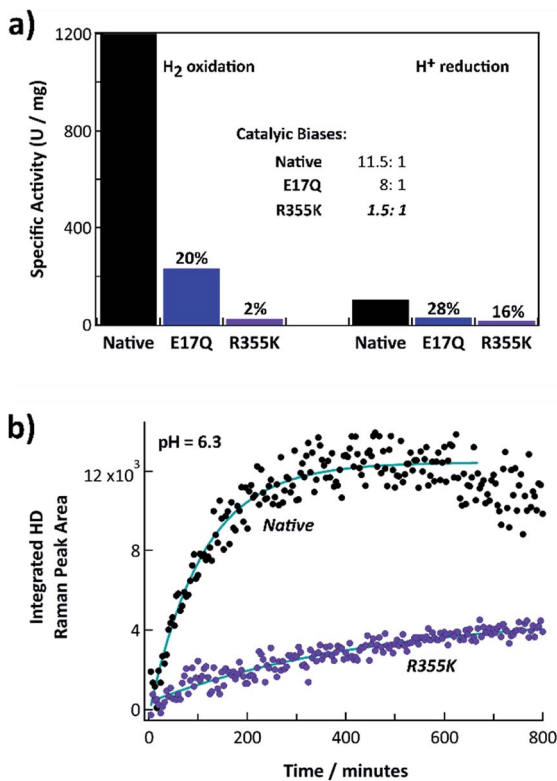 a)
1200
800
400
0
Specific Activity (U / mg)
H2 oxidation
H+ reduction
Catalyic Biases:
Native 11.5: 1
E17Q 8: 1
R355K 1.5: 1
20%
2%
28%
16%
Native E17Q R355K Native E17Q R355K
b)
pH = 6.3
12 x10³
8
4
0
Integrated HD
Raman Peak Area
Native
R355K
0 200 400 600 800
Time / minutes